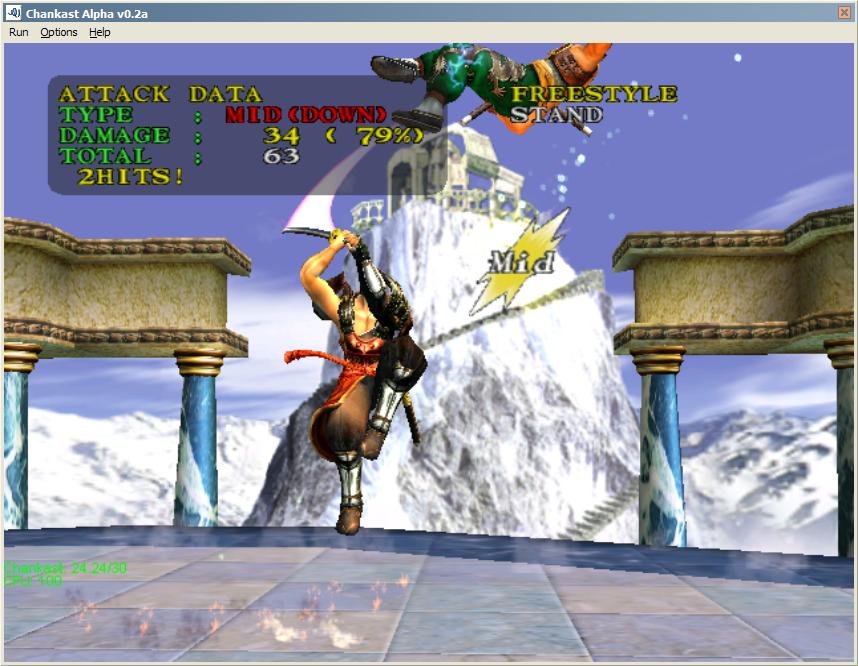 Chankast Alpha v0.2a
Run Options Help
ATTACK DATA
TYPE : MID(DOWN)
DAMAGE : 34 ( 79%)
TOTAL : 63
2HITS!
FREESTYLE
STAND
Mid
Chankast: 24.24/30
CPU: 100